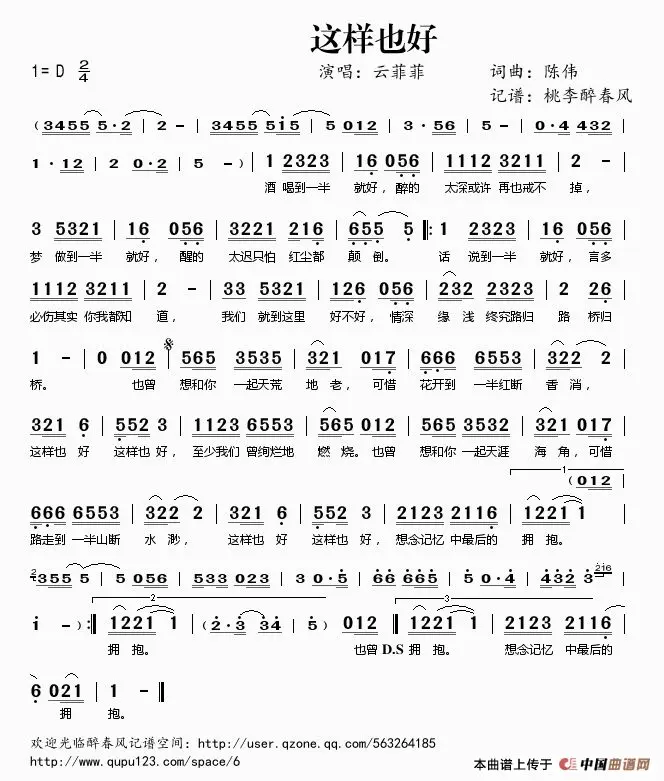 这样也好
1=D 2/4 演唱：云菲菲 词曲：陈伟
记谱：桃李醉春风
(3455 5·2 | 2 - | 3455 515 | 5 012 | 3·56 | 5 - | 0·4 432 |
1·12 | 2 02·2 | 5 -) | 1 2323 | 16 056 | 1112 3211 | 2 - |
酒 喝到一半 就好，醉的 太深或许 再也戒不 掉，
3 5321 | 16 056 | 3221 216 | 655 5 ‖: 1 2323 | 16 056 |
梦 做到一半 就好，醒的 太迟只怕 红尘都 颠 倒。 话 说到一半 就好，言多
1112 3211 | 2 - | 33 5321 | 126 056 | 232 2323 | 2 26 |
必伤其实 你我都知 道， 我们 就到这里 好不好，情深 缘 浅 终究路归 路 桥归
1 - | 0 012 | 565 3535 | 321 017 | 666 6553 | 322 2 |
桥。 也曾 想和你 一起天荒 地 老，可惜 花开到 一半红断 香 消，
321 6 | 552 3 | 1123 6553 | 565 012 | 565 3532 | 321 017 |
这样也 好 这样也 好，至少我们 曾绚烂地 燃 烧。也曾 想和你 一起天涯 海 角，可惜
1
(012
666 6553 | 322 2 | 321 6 | 552 3 | 2123 2116 | 1221 1 |
路走到 一半山断 水 渺， 这样也 好 这样也 好，想念记忆 中最后的 拥 抱。
2 355 5 | 5 056 | 533 023 | 3 0·5 | 66 665 | 5 0·4 | 432 3 216 |
2 3
1 -) :‖ 1221 1 | (2·3 34 | 5) 012 ‖ 1221 1 | 2123 2116 |
拥 抱。 也曾 D.S 拥 抱。 想念记忆 中最后的
6 021 | 1 - ‖
拥 抱。
欢迎光临醉春风记谱空间：http://user.qzone.qq.com/563264185
http://www.qupu123.com/space/6
本曲谱上传于 中国曲谱网